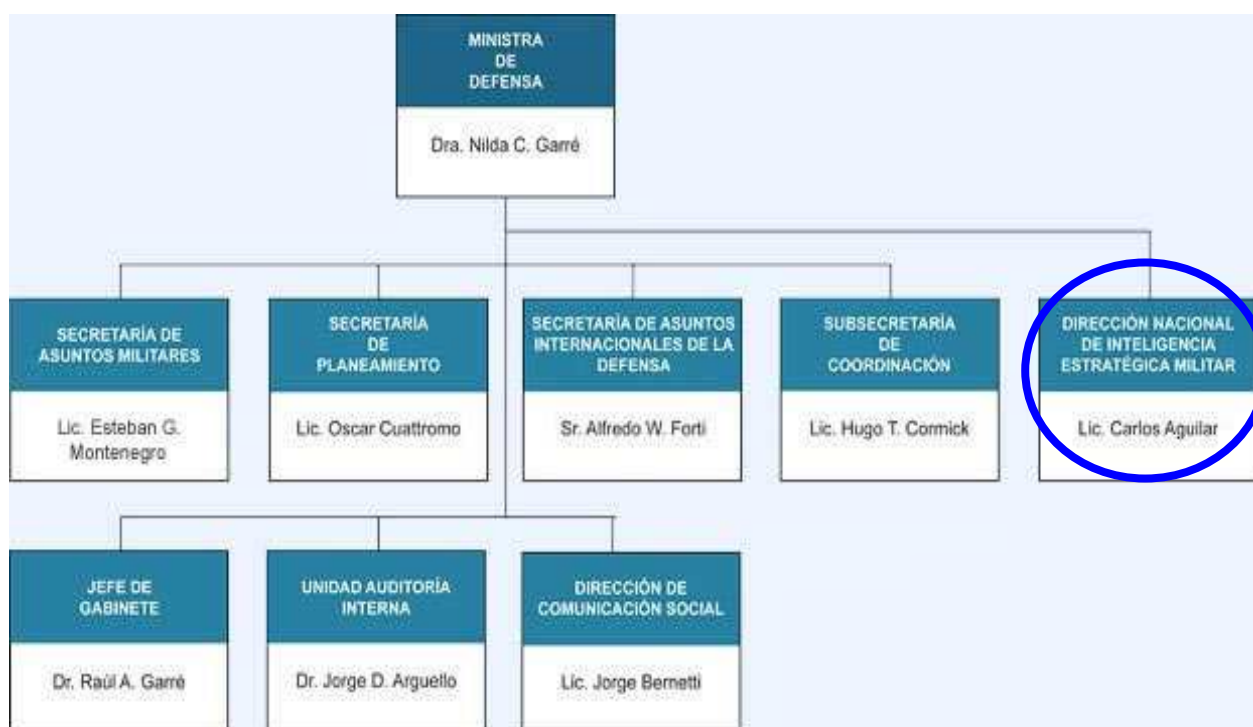 MINISTRA
DE
DEFENSA
Dra. Nilda C. Garré
SECRETARÍA DE
ASUNTOS MILITARES
Lic. Esteban G.
Montenegro
SECRETARÍA
DE
PLANEAMIENTO
Lic. Oscar Cuattromo
SECRETARÍA DE ASUNTOS
INTERNACIONALES DE LA
DEFENSA
Sr. Alfredo W. Forti
SUBSECRETARÍA
DE
COORDINACIÓN
Lic. Hugo T. Cormick
DIRECCIÓN NACIONAL
DE INTELIGENCIA
ESTRATÉGICA MILITAR
Lic. Carlos Aguilar
JEFE DE
GABINETE
Dr. Raúl A. Garré
UNIDAD AUDITORÍA
INTERNA
Dr. Jorge D. Arguello
DIRECCIÓN DE
COMUNICACIÓN SOCIAL
Lic. Jorge Bernetti